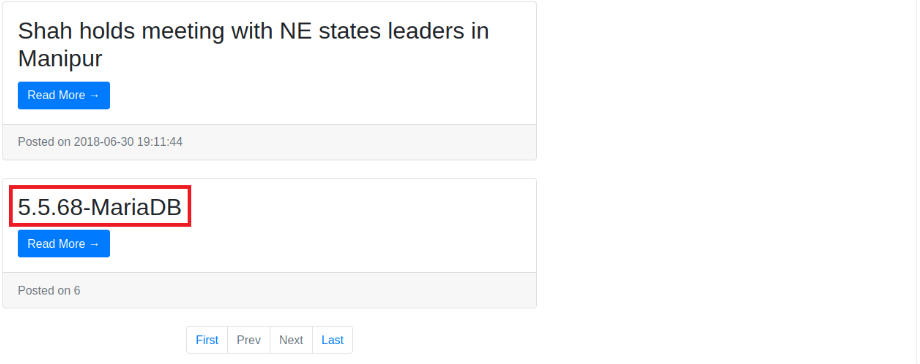 Shah holds meeting with NE states leaders in
Manipur
Read More →
Posted on 2018-06-30 19:11:44
5.5.68-MariaDB
Read More →
Posted on 6
First Prev Next Last